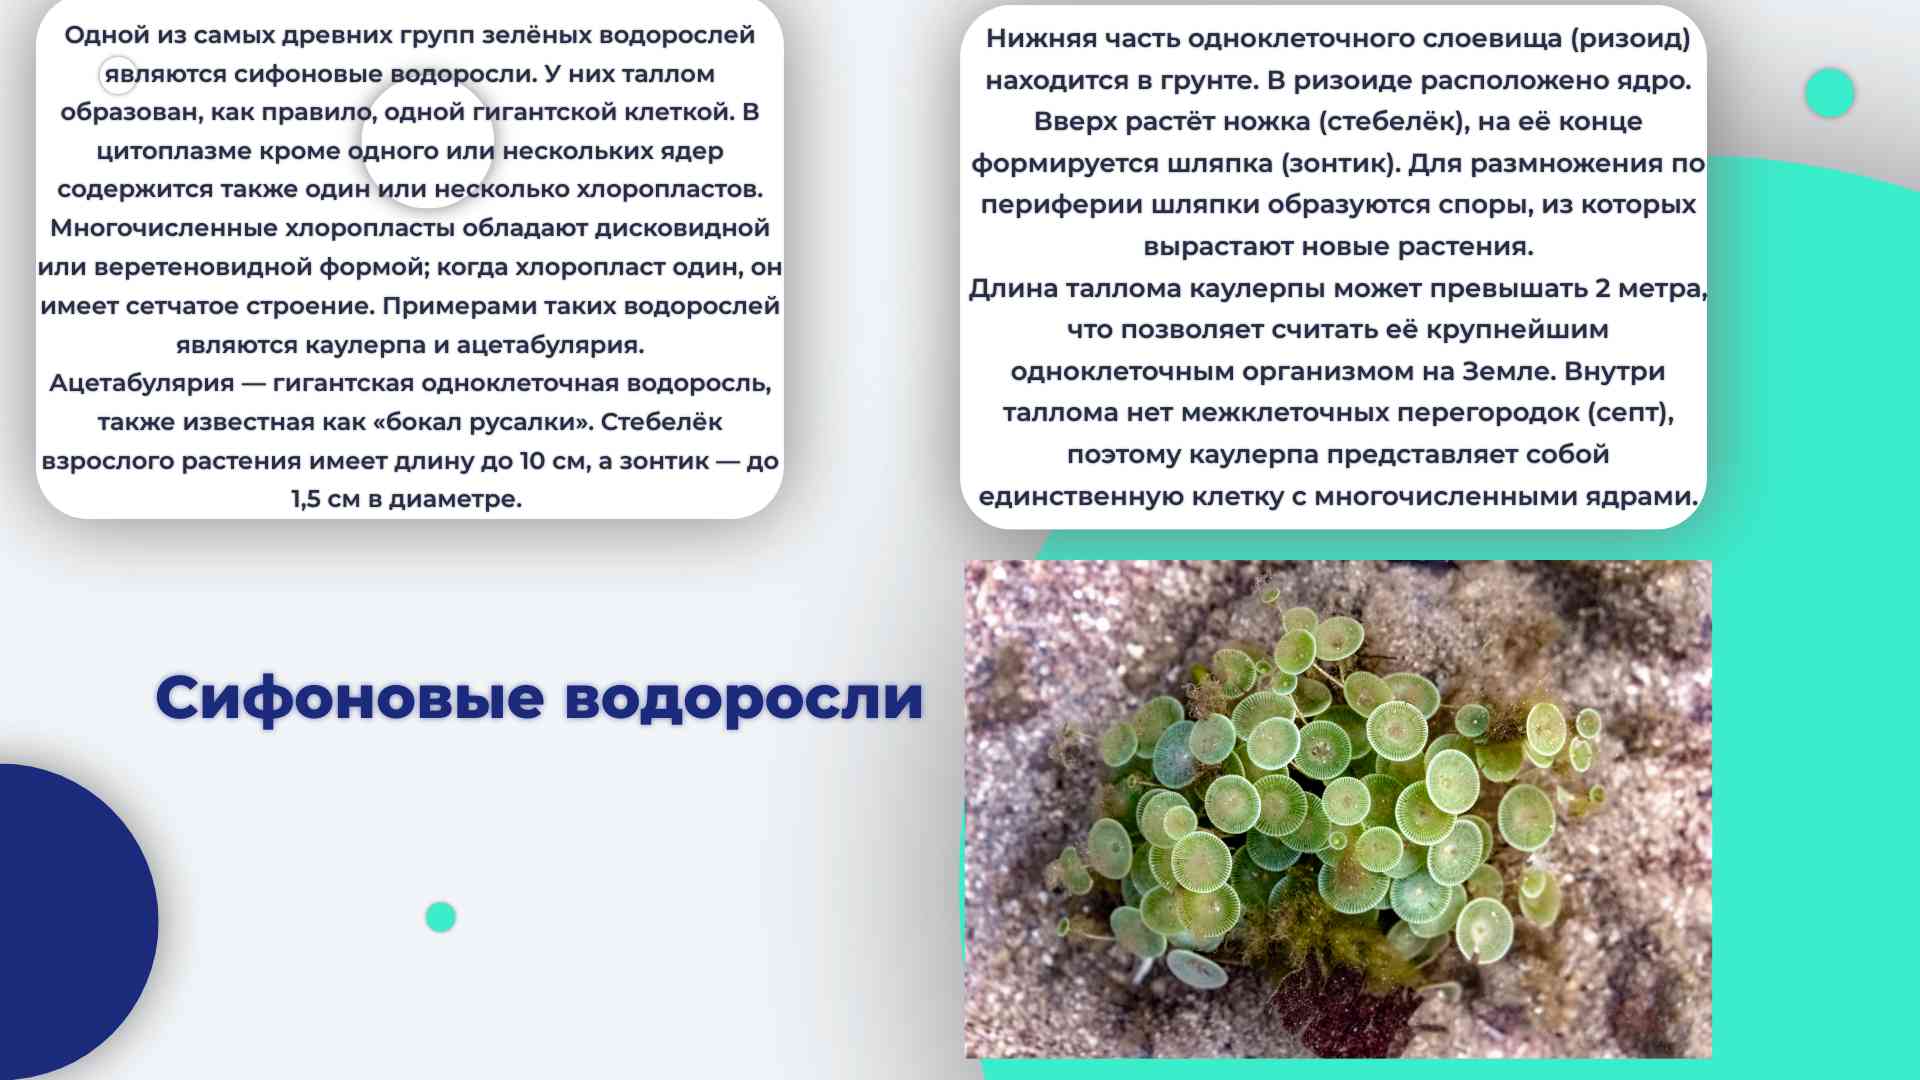 Одной из самых древних групп зелёных водорослей
являются сифоновые водоросли. У них таллом
образован, как правило, одной гигантской клеткой. В
цитоплазме кроме одного или нескольких ядер
содержится также один или несколько хлоропластов.
Многочисленные хлоропласты обладают дисковидной
или веретеновидной формой; когда хлоропласт один, он
имеет сетчатое строение. Примерами таких водорослей
являются каулерпа и ацетабулярия.
Ацетабулярия — гигантская одноклеточная водоросль,
также известная как «бокал русалки». Стебелёк
взрослого растения имеет длину до 10 см, а зонтик — до
1,5 см в диаметре.
Нижняя часть одноклеточного слоевища (ризоид)
находится в грунте. В ризоиде расположено ядро.
Вверх растёт ножка (стебелёк), на её конце
формируется шляпка (зонтик). Для размножения по
периферии шляпки образуются споры, из которых
вырастают новые растения.
Длина таллома каулерпы может превышать 2 метра,
что позволяет считать её крупнейшим
одноклеточным организмом на Земле. Внутри
таллома нет межклеточных перегородок (септ),
поэтому каулерпа представляет собой
единственную клетку с многочисленными ядрами.
Сифоновые водоросли